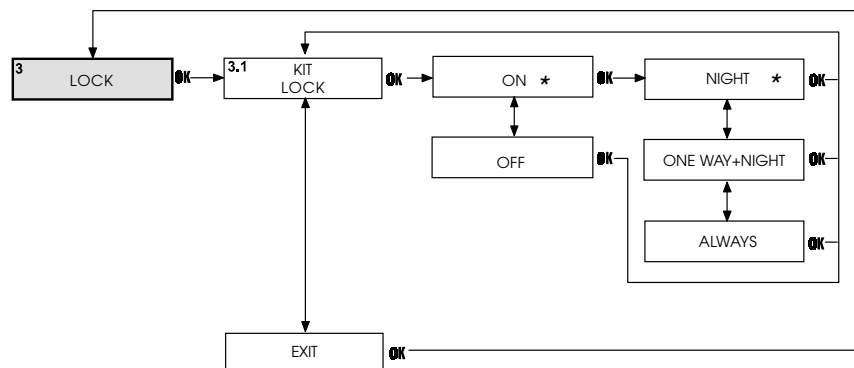 3
LOCK
OK
3.1
KIT
LOCK
OK
ON *
OK
NIGHT *
OK
OFF
OK
ONE WAY+NIGHT
OK
ALWAYS
OK
EXIT
OK